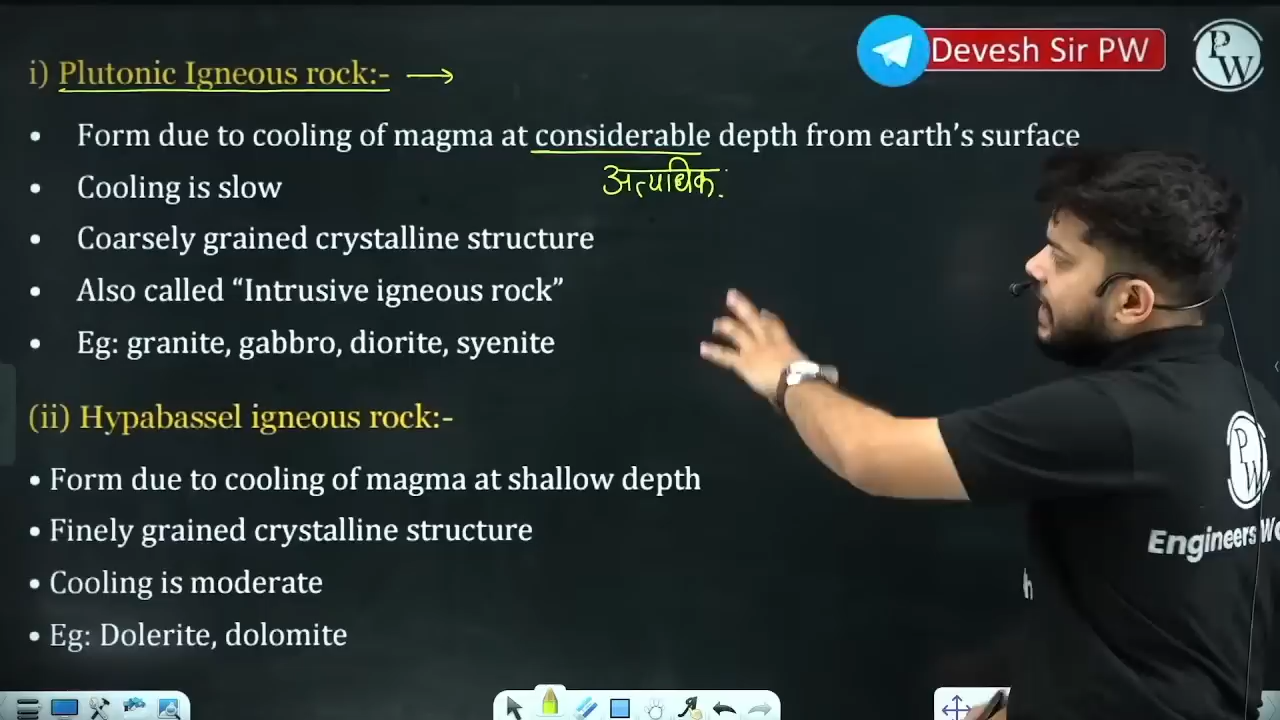 Devesh Sir PW
PW
i) Plutonic Igneous rock:- →
• Form due to cooling of magma at considerable depth from earth's surface
अत्यधिक
• Cooling is slow
• Coarsely grained crystalline structure
• Also called “Intrusive igneous rock”
• Eg: granite, gabbro, diorite, syenite
(ii) Hypabassel igneous rock:-
• Form due to cooling of magma at shallow depth
• Finely grained crystalline structure
• Cooling is moderate
• Eg: Dolerite, dolomite
PW
Engineers